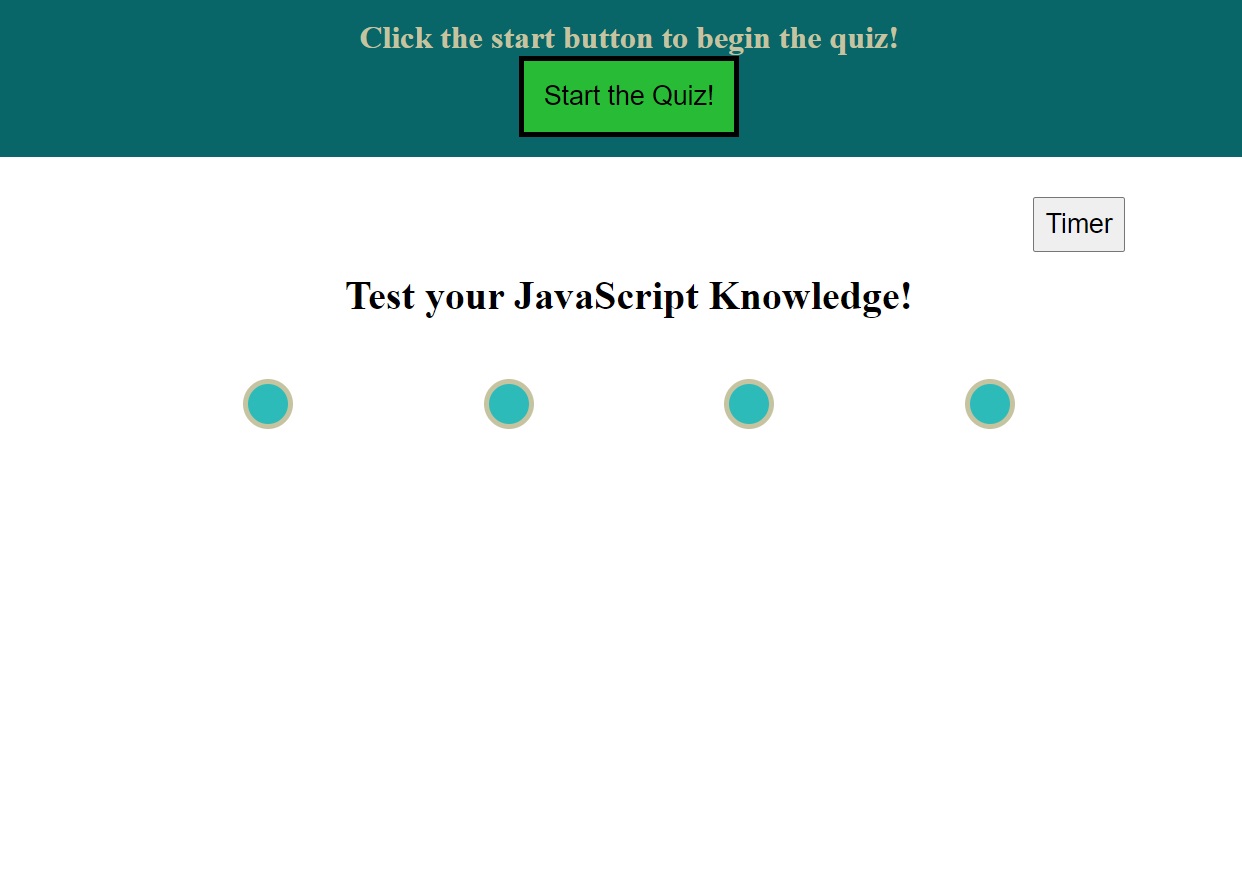 Click the start button to begin the quiz!
Start the Quiz!
Timer
Test your JavaScript Knowledge!